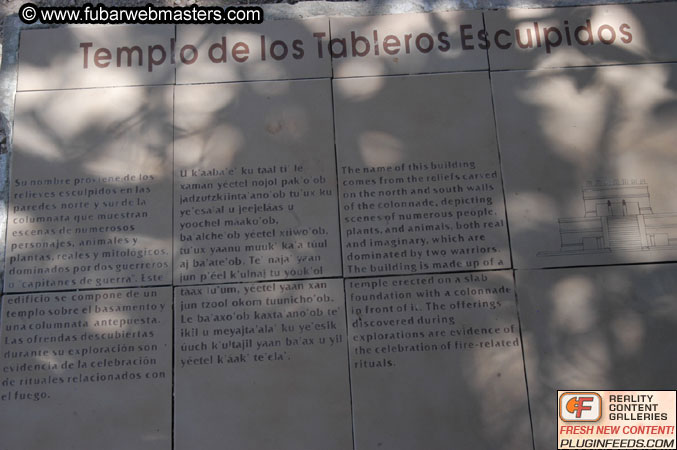 © www.fubarwebmasters.com
Templo de los Tableros Esculpidos
Su nombre proviene de los
relieves esculpidos en las
paredes norte y sur de la
columnata que muestran
escenas de numerosos
personajes, animales y
plantas, reales y mitológicos,
dominados por dos guerreros
o "capitanes de guerra". Este
edificio se compone de un
templo sobre el basamento y
una columnata antepuesta.
Las ofrendas descubiertas
durante su exploración son
evidencia de la celebración
de rituales relacionados con
el fuego.
U k'aaba'e' ku taal tu' le
xaman yéetel nojol pak'o'ob
jadzutzkiinta'ano'ob tu'ux ku
ye'esa'al u jeejelaas u
yoochel maako'ob,
ba'alche'ob yéetel xiiwo'ob,
tu'ux yaanu muuk' ka'a túul
aj ba'ate'ob. Te' naja' yaan
jun p'éel k'ulnaj tu yóok'ol
taax lu'um, yéetel yaan xan
jun tzool okom tuunicho'ob.
Le ba'axo'ob kaxta'ano'ob te'
ikil u meyajta'ala' ku ye'esik
úuch k'ultajil yaan ba'ax u yil
yéetel k'áak' te'ela'.
The name of this building
comes from the reliefs carved
on the north and south walls
of the colonnade, depicting
scenes of numerous people,
plants, and animals, both real
and imaginary, which are
dominated by two warriors.
The building is made up of a
temple erected on a slab
foundation with a colonnade
in front of it. The offerings
discovered during
explorations are evidence of
the celebration of fire-related
rituals.
CF
REALITY
CONTENT
GALLERIES
FRESH NEW CONTENT!
PLUGINFEEDS.COM